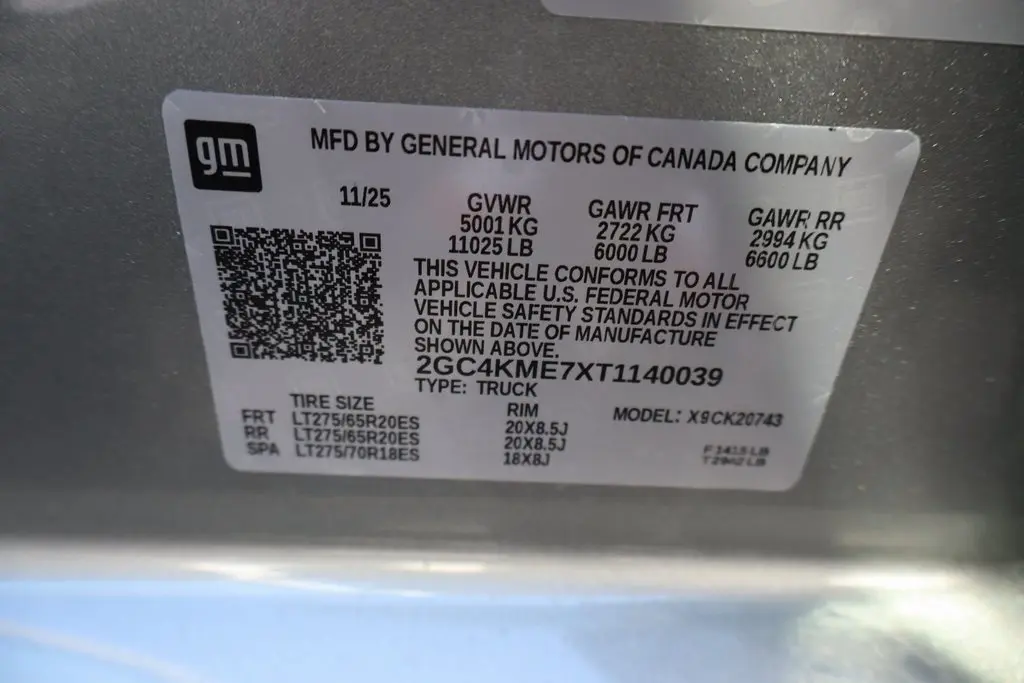 gm
MFD BY GENERAL MOTORS OF CANADA COMPANY
11/25
GVWR GAWR FRT GAWR RR
5001 KG 2722 KG 2994 KG
11025 LB 6000 LB 6600 LB
THIS VEHICLE CONFORMS TO ALL
APPLICABLE U.S. FEDERAL MOTOR
VEHICLE SAFETY STANDARDS IN EFFECT
ON THE DATE OF MANUFACTURE
SHOWN ABOVE.
2GC4KME7XT1140039
TYPE: TRUCK
TIRE SIZE RIM MODEL: X9CK20743
FRT LT275/65R20ES 20X8.5J
RR LT275/65R20ES 20X8.5J
SPA LT275/70R18ES 18X8J